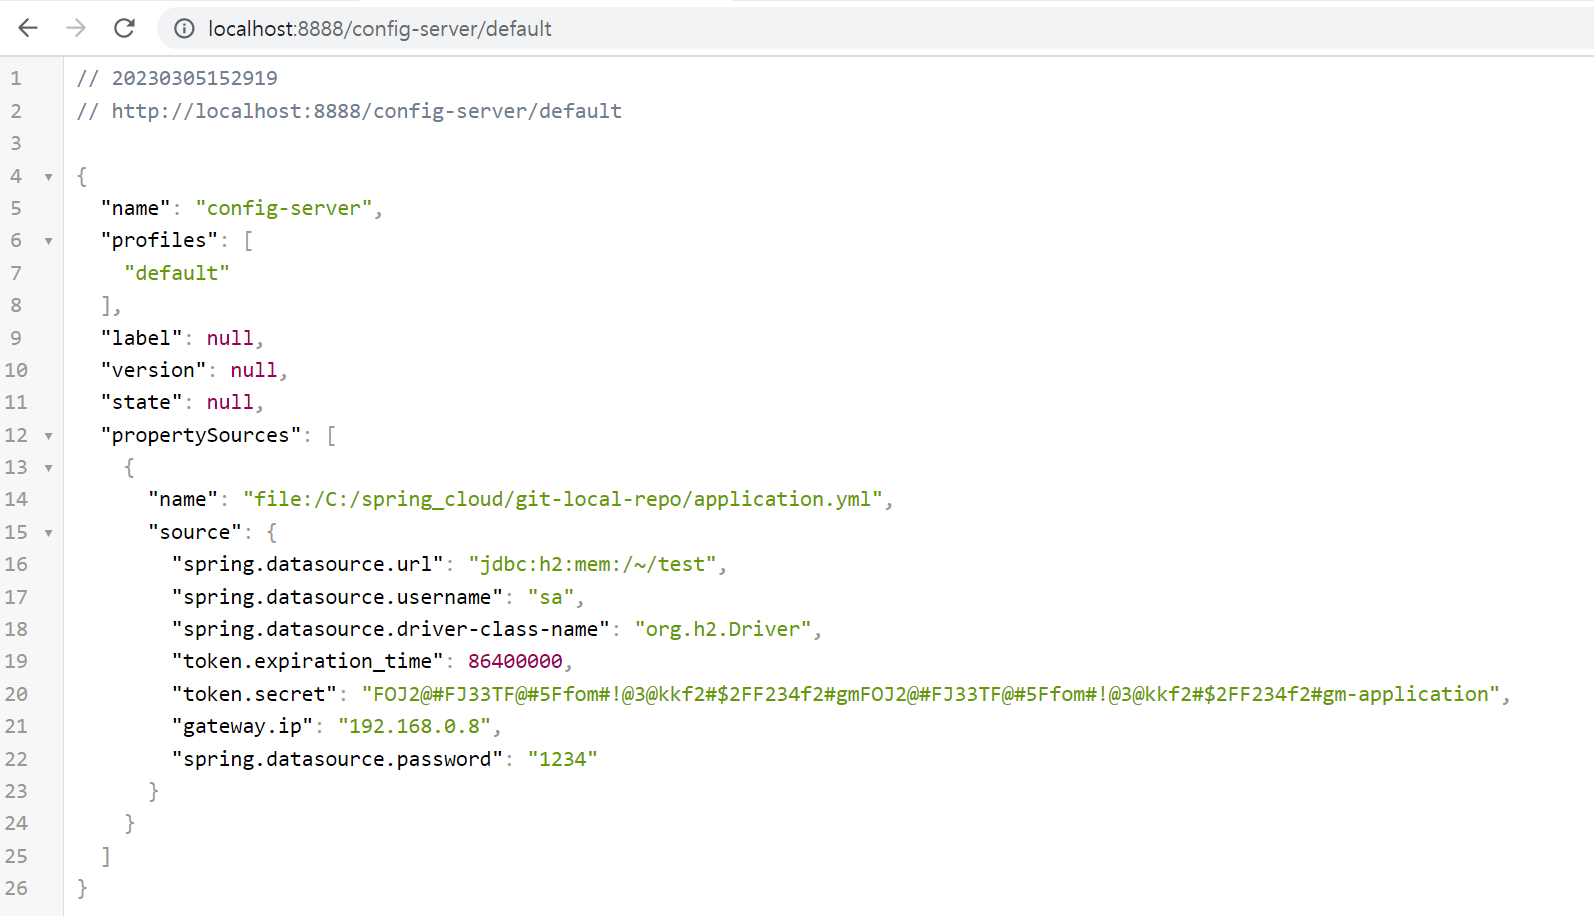 localhost:8888/config-server/default
1 // 20230305152919
2 // http://localhost:8888/config-server/default
3
4 {
5 "name": "config-server",
6 "profiles": [
7 "default"
8 ],
9 "label": null,
10 "version": null,
11 "state": null,
12 "propertySources": [
13 {
14 "name": "file:/C:/spring_cloud/git-local-repo/application.yml",
15 "source": {
16 "spring.datasource.url": "jdbc:h2:mem:/~/test",
17 "spring.datasource.username": "sa",
18 "spring.datasource.driver-class-name": "org.h2.Driver",
19 "token.expiration_time": 86400000,
20 "token.secret": "FOJ2@#FJ33TF@#5Ffom#!@3@kkf2#$2FF234f2#gmFOJ2@#FJ33TF@#5Ffom#!@3@kkf2#$2FF234f2#gm-application",
21 "gateway.ip": "192.168.0.8",
22 "spring.datasource.password": "1234"
23 }
24 }
25 ]
26 }